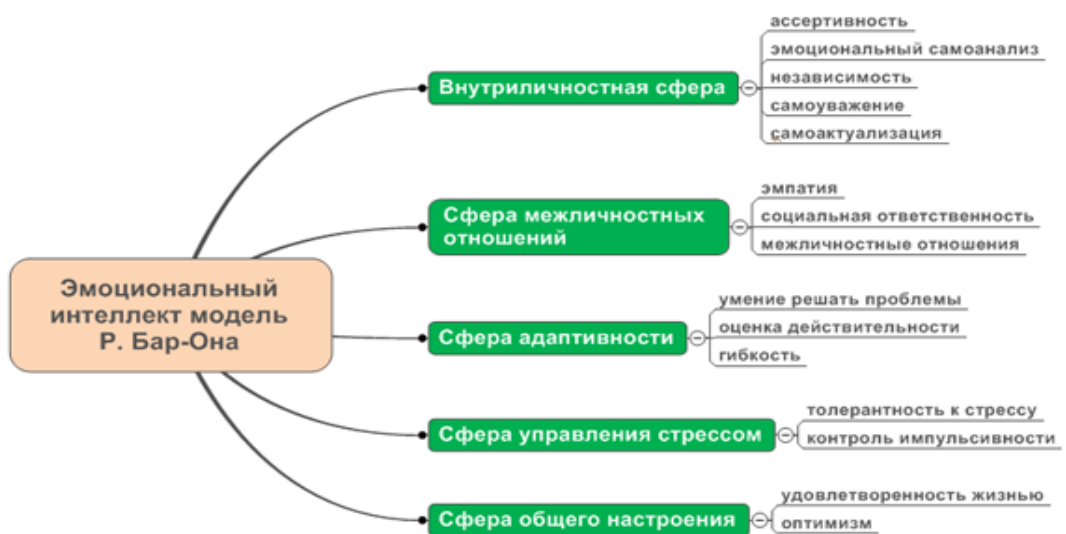 Эмоциональный
интеллект модель
Р. Бар-Она
Внутриличностная сфера
ассертивность
эмоциональный самоанализ
независимость
самоуважение
самоактуализация
Сфера межличностных
отношений
эмпатия
социальная ответственность
межличностные отношения
Сфера адаптивности
умение решать проблемы
оценка действительности
гибкость
Сфера управления стрессом
толерантность к стрессу
контроль импульсивности
Сфера общего настроения
удовлетворенность жизнью
оптимизм